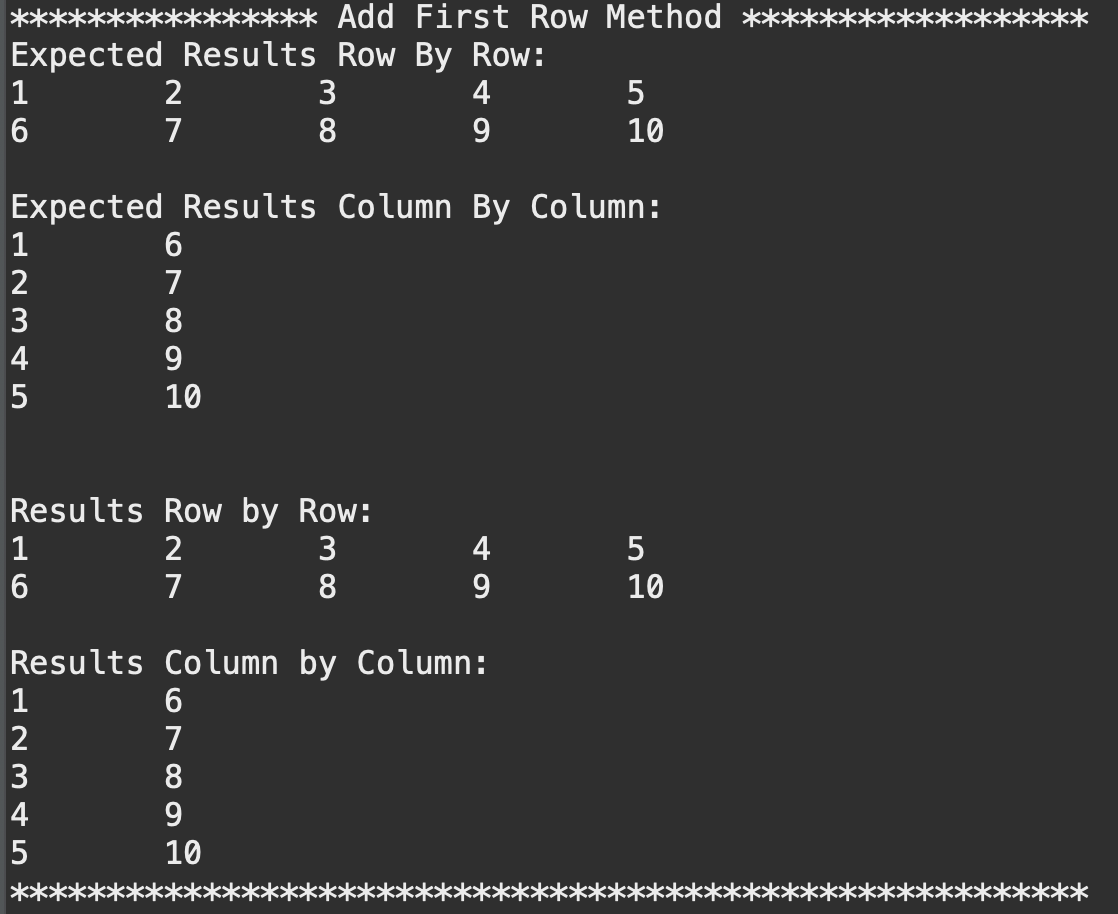 **************** Add First Row Method ******************
Expected Results Row By Row:
1       2       3       4       5
6       7       8       9       10
Expected Results Column By Column:
1       6
2       7
3       8
4       9
5       10
Results Row by Row:
1       2       3       4       5
6       7       8       9       10
Results Column by Column:
1       6
2       7
3       8
4       9
5       10
********************************************************